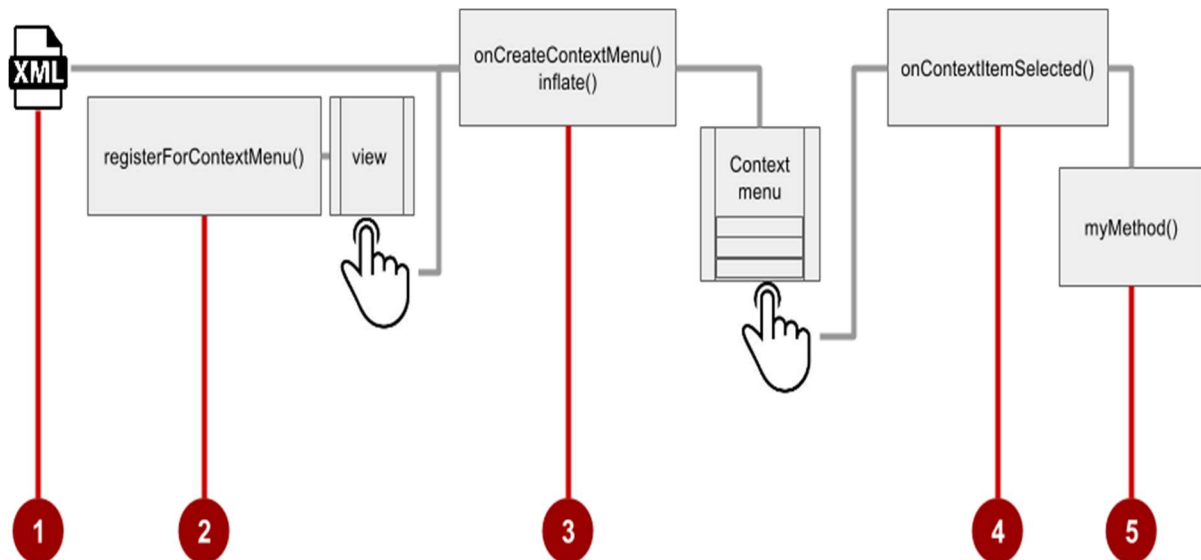 XML
registerForContextMenu()
view
onCreateContextMenu()
inflate()
Context
menu
onContextItemSelected()
myMethod()
1
2
3
4
5